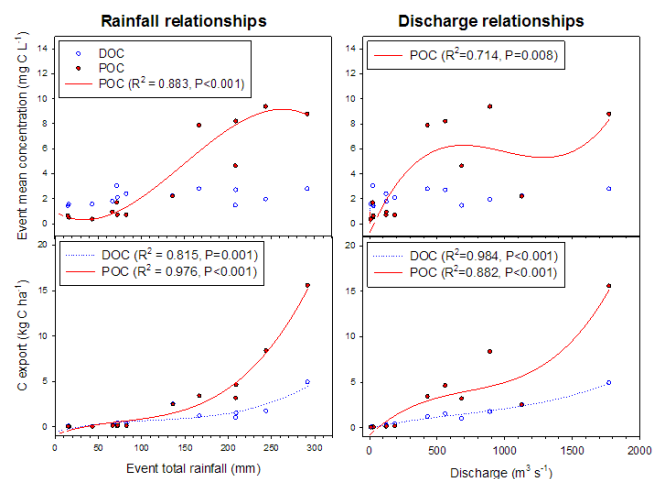 Rainfall relationships
Discharge relationships
Event mean concentration (mg C L⁻¹)
14
12
10
8
6
4
2
0
DOC
POC
POC (R² = 0.883, P<0.001)
POC (R²=0.714, P=0.008)
C export (kg C ha⁻¹)
20
15
10
5
0
DOC (R² = 0.815, P=0.001)
POC (R² = 0.976, P<0.001)
DOC (R²=0.984, P<0.001)
POC (R²=0.882, P<0.001)
0 50 100 150 200 250 300
0 500 1000 1500 2000
Event total rainfall (mm)
Discharge (m³ s⁻¹)